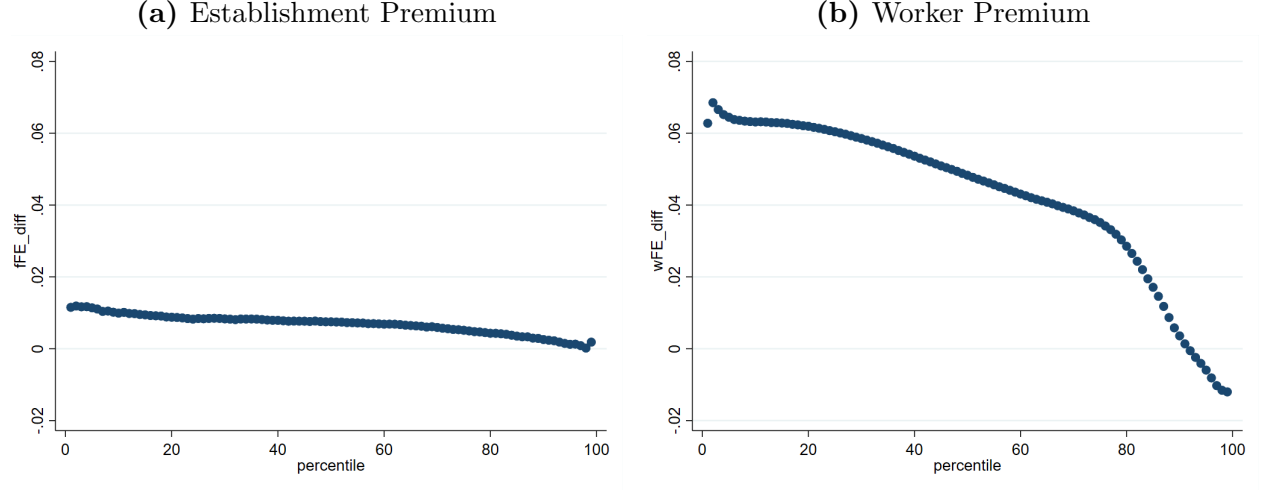 (a) Establishment Premium
.08
.06
.04
.02
0
-.02
fFE_diff
0 20 40 60 80 100
percentile
(b) Worker Premium
.08
.06
.04
.02
0
-.02
wFE_diff
0 20 40 60 80 100
percentile